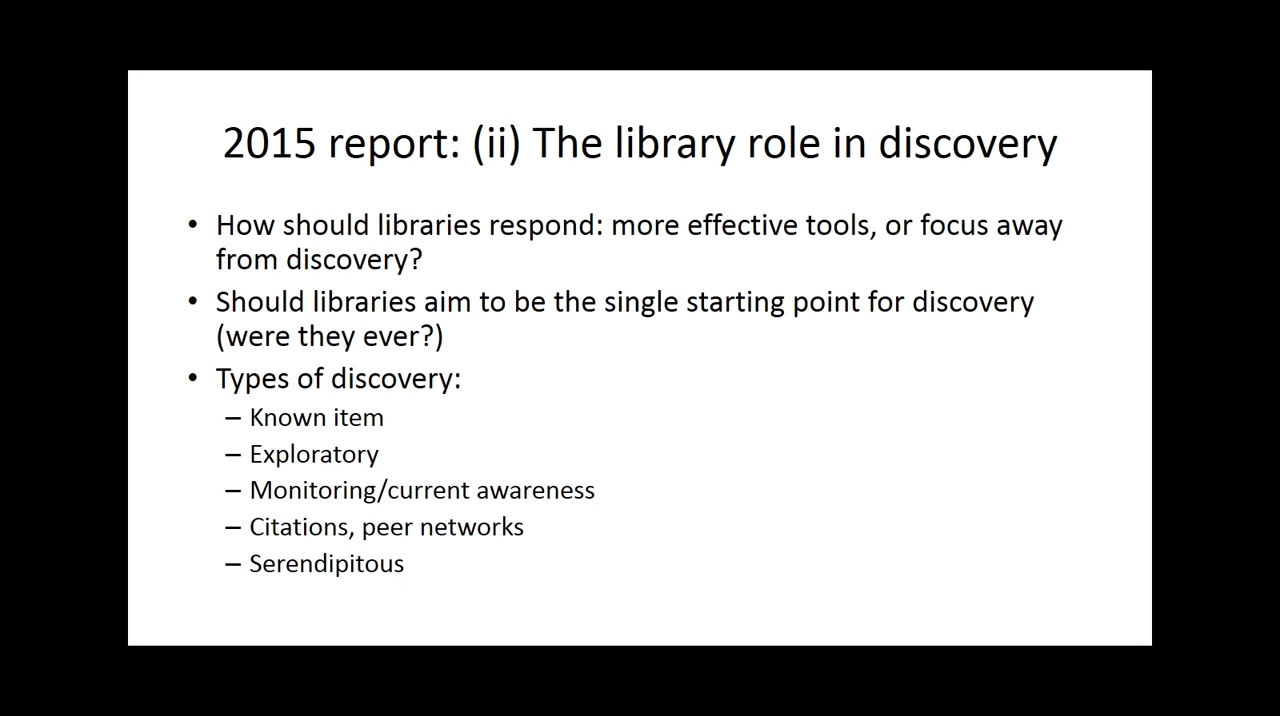 2015 report: (ii) The library role in discovery
• How should libraries respond: more effective tools, or focus away
from discovery?
• Should libraries aim to be the single starting point for discovery
(were they ever?)
• Types of discovery:
– Known item
– Exploratory
– Monitoring/current awareness
– Citations, peer networks
– Serendipitous